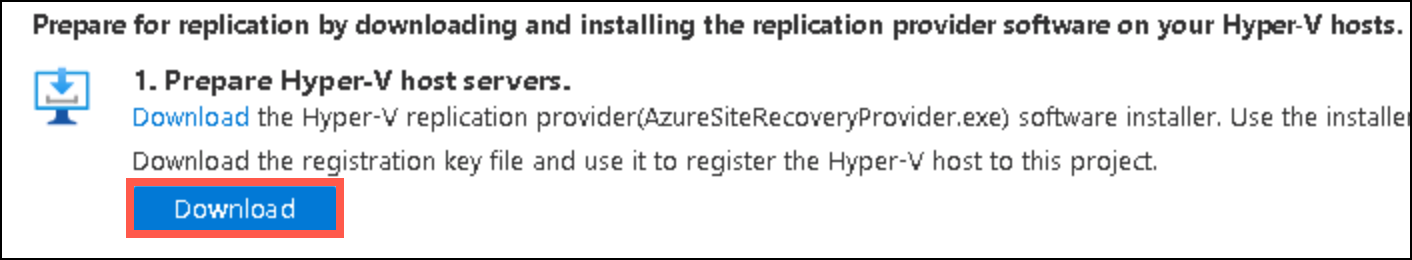 Prepare for replication by downloading and installing the replication provider software on your Hyper-V hosts.
1. Prepare Hyper-V host servers.
Download the Hyper-V replication provider(AzureSiteRecoveryProvider.exe) software installer. Use the installer
Download the registration key file and use it to register the Hyper-V host to this project.
Download